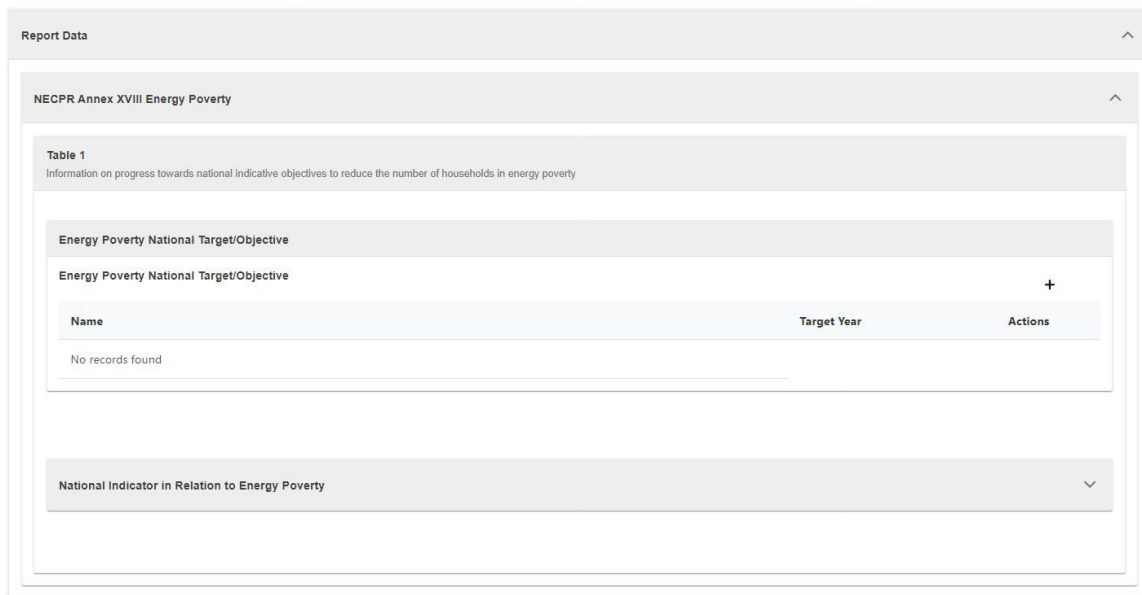 Report Data
NECPR Annex XVIII Energy Poverty
Table 1
Information on progress towards national indicative objectives to reduce the number of households in energy poverty
Energy Poverty National Target/Objective
Energy Poverty National Target/Objective
+
Name Target Year Actions
No records found
National Indicator in Relation to Energy Poverty